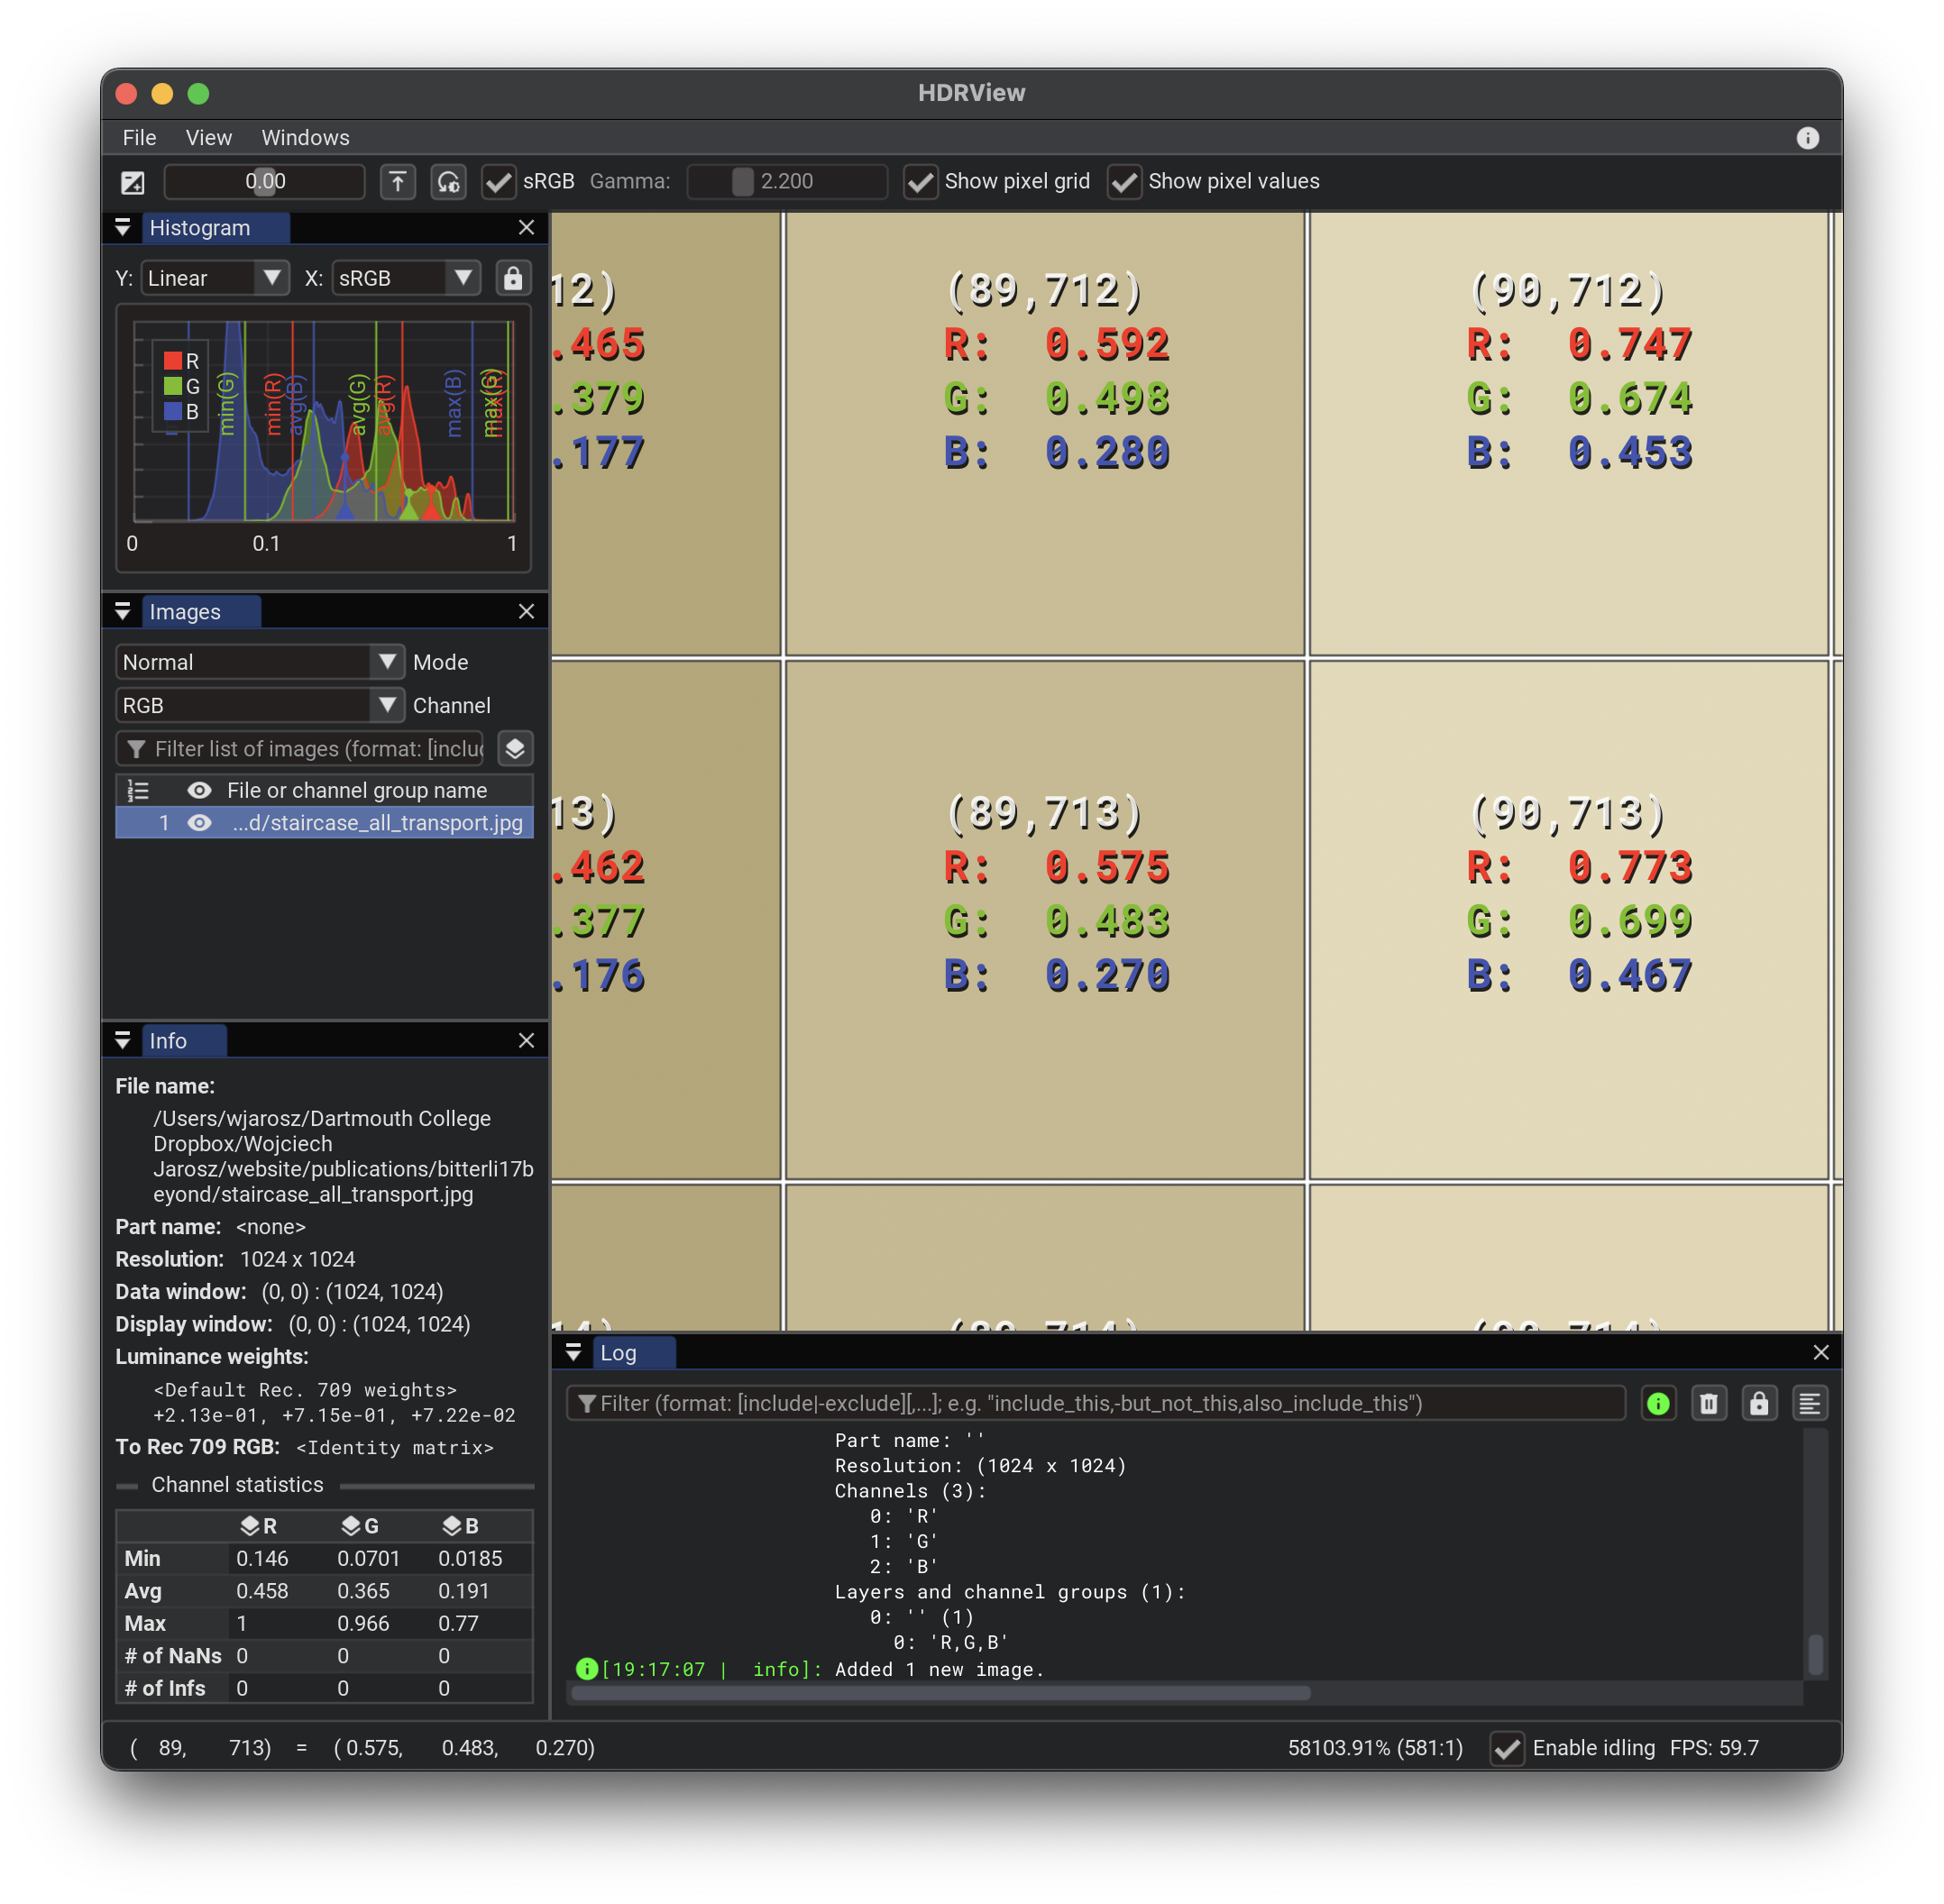 HDRView
File View Windows
0.00 sRGB Gamma: 2.200 Show pixel grid Show pixel values
Histogram
Y: Linear X: sRGB
R
G
B
min(G) min(R) avg(B) avg(G) avg(R) max(B) max(G)
0 0.1 1
Images
Normal Mode
RGB Channel
Filter list of images (format: [inclu
File or channel group name
1 ...d/staircase_all_transport.jpg
Info
File name:
/Users/wjarosz/Dartmouth College
Dropbox/Wojciech
Jarosz/website/publications/bitterli17b
eyond/staircase_all_transport.jpg
Part name: <none>
Resolution: 1024 x 1024
Data window: (0, 0) : (1024, 1024)
Display window: (0, 0) : (1024, 1024)
Luminance weights:
<Default Rec. 709 weights>
+2.13e-01, +7.15e-01, +7.22e-02
To Rec 709 RGB: <Identity matrix>
Channel statistics
R G B
Min 0.146 0.0701 0.0185
Avg 0.458 0.365 0.191
Max 1 0.966 0.77
# of NaNs 0 0 0
# of Infs 0 0 0
12) (89,712) (90,712)
.465 R: 0.592 R: 0.747
.379 G: 0.498 G: 0.674
.177 B: 0.280 B: 0.453
13) (89,713) (90,713)
.462 R: 0.575 R: 0.773
.377 G: 0.483 G: 0.699
.176 B: 0.270 B: 0.467
Log
Filter (format: [include|-exclude][,...]; e.g. "include_this,-but_not_this,also_include_this")
Part name: ''
Resolution: (1024 x 1024)
Channels (3):
0: 'R'
1: 'G'
2: 'B'
Layers and channel groups (1):
0: '' (1)
0: 'R,G,B'
[19:17:07 | info]: Added 1 new image.
( 89, 713) = ( 0.575, 0.483, 0.270)
58103.91% (581:1) Enable idling FPS: 59.7